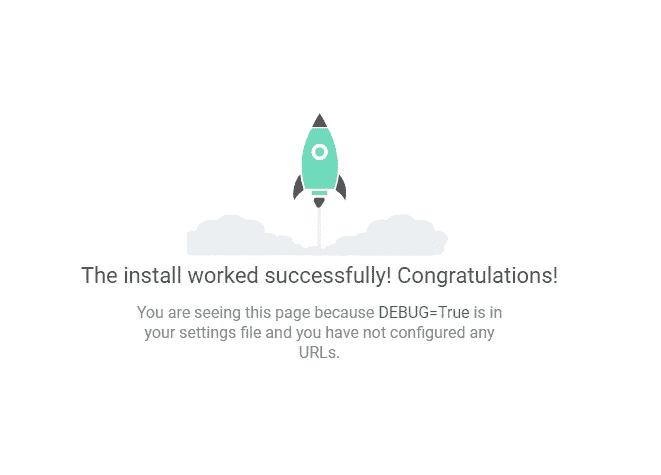 The install worked successfully! Congratulations!
You are seeing this page because DEBUG=True is in
your settings file and you have not configured any
URLs.